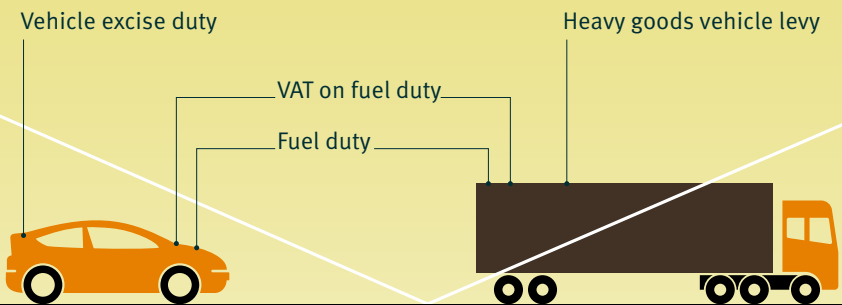 Vehicle excise duty
Heavy goods vehicle levy
VAT on fuel duty
Fuel duty